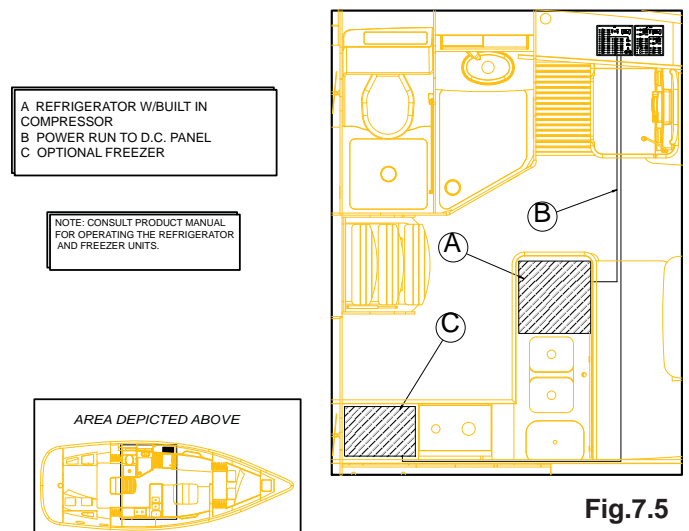 A REFRIGERATOR W/BUILT IN
COMPRESSOR
B POWER RUN TO D.C. PANEL
C OPTIONAL FREEZER
NOTE: CONSULT PRODUCT MANUAL
FOR OPERATING THE REFRIGERATOR
AND FREEZER UNITS.
B
A
C
AREA DEPICTED ABOVE
Fig.7.5